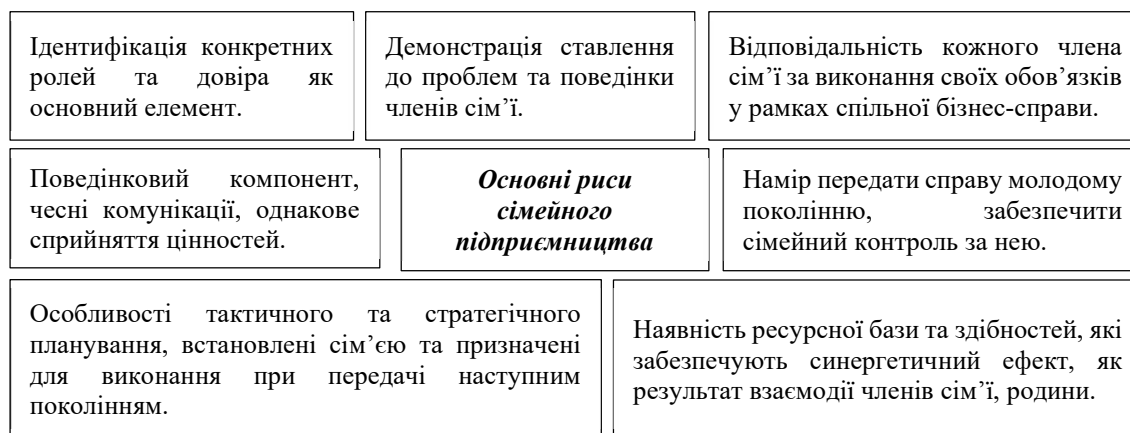 Ідентифікація конкретних
ролей та довіра як
основний елемент.
Демонстрація ставлення
до проблем та поведінки
членів сім’ї.
Відповідальність кожного члена
сім’ї за виконання своїх обов’язків
у рамках спільної бізнес-справи.
Поведінковий компонент,
чесні комунікації, однакове
сприйняття цінностей.
Основні риси
сімейного
підприємництва
Намір передати справу молодому
поколінню, забезпечити
сімейний контроль за нею.
Особливості тактичного та стратегічного
планування, встановлені сім’єю та призначені
для виконання при передачі наступним
поколінням.
Наявність ресурсної бази та здібностей, які
забезпечують синергетичний ефект, як
результат взаємодії членів сім’ї, родини.